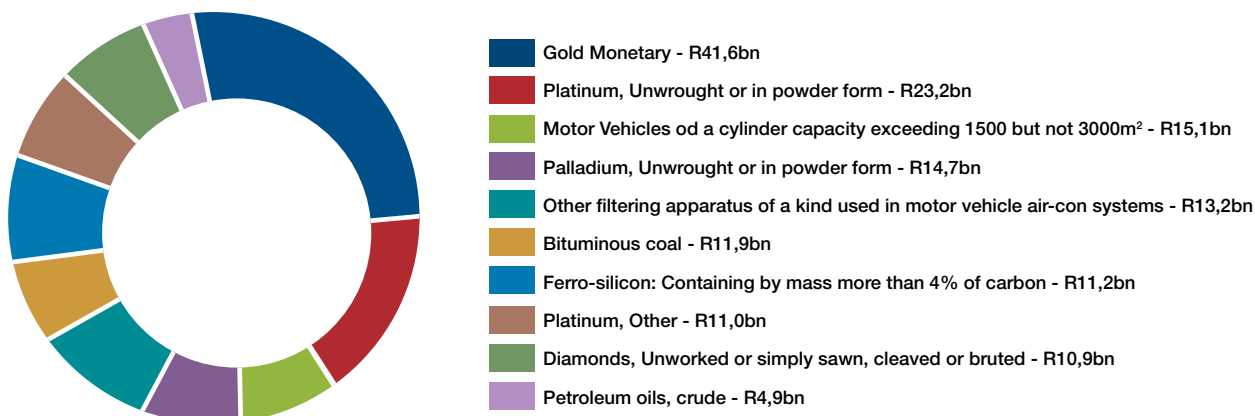 Gold Monetary - R41,6bn
Platinum, Unwrought or in powder form - R23,2bn
Motor Vehicles od a cylinder capacity exceeding 1500 but not 3000m² - R15,1bn
Palladium, Unwrought or in powder form - R14,7bn
Other filtering apparatus of a kind used in motor vehicle air-con systems - R13,2bn
Bituminous coal - R11,9bn
Ferro-silicon: Containing by mass more than 4% of carbon - R11,2bn
Platinum, Other - R11,0bn
Diamonds, Unworked or simply sawn, cleaved or bruted - R10,9bn
Petroleum oils, crude - R4,9bn